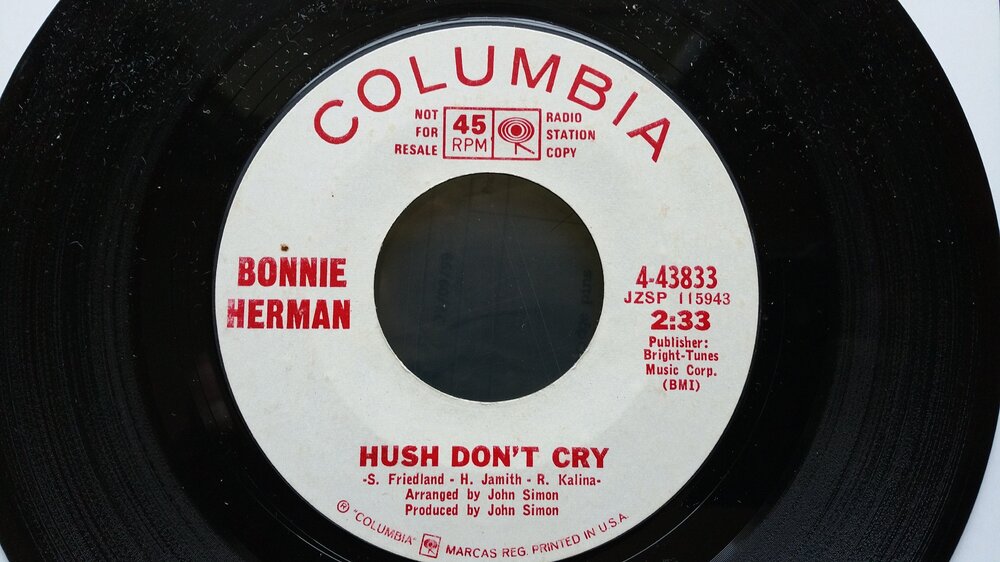 COLUMBIA
NOT
FOR
RESALE
45
RPM
RADIO
STATION
COPY
BONNIE
HERMAN
4-43833
JZSP 115943
2:33
Publisher:
Bright-Tunes
Music Corp.
(BMI)
HUSH DON'T CRY
-S. Friedland - H. Jamith - R. Kalina-
Arranged by John Simon
Produced by John Simon
® "COLUMBIA" MARCAS REG. PRINTED IN U.S.A.